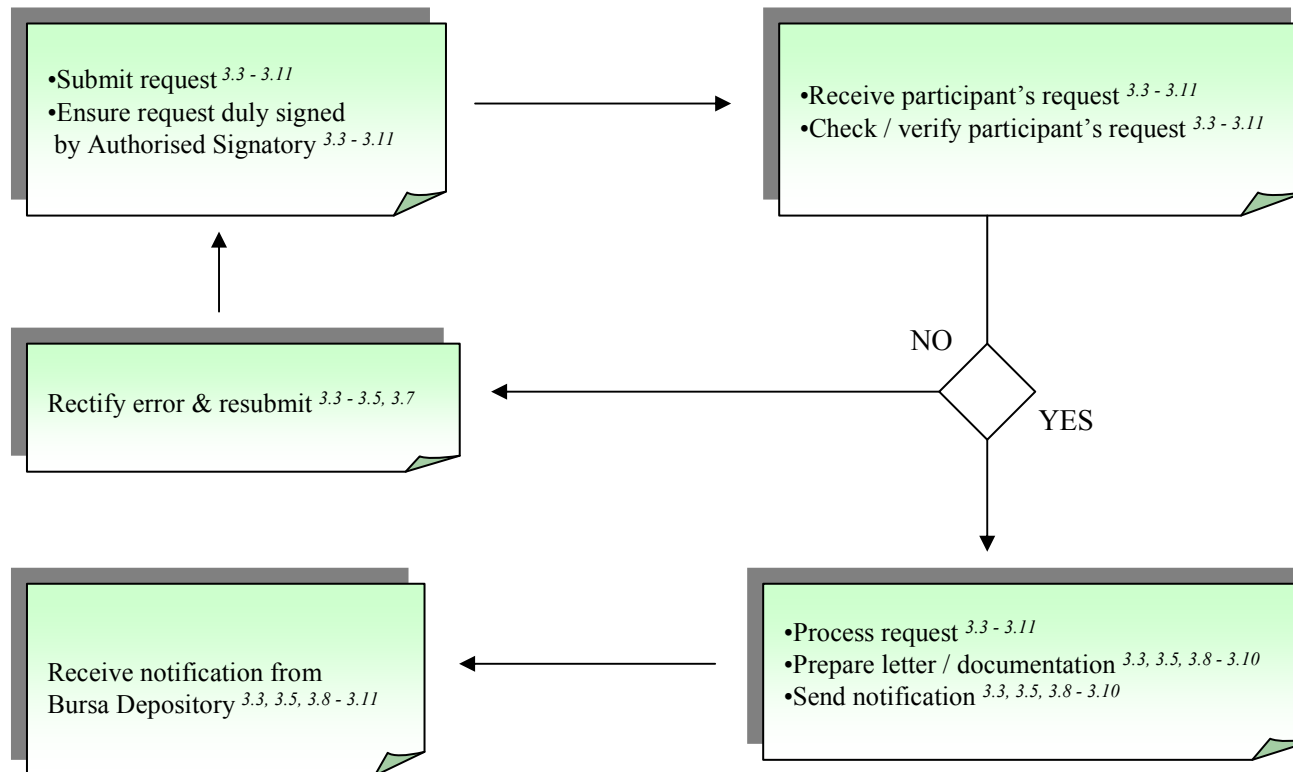 •Submit request 3.3 - 3.11
•Ensure request duly signed
by Authorised Signatory 3.3 - 3.11
•Receive participant's request 3.3 - 3.11
•Check / verify participant's request 3.3 - 3.11
NO
YES
Rectify error & resubmit 3.3 - 3.5, 3.7
•Process request 3.3 - 3.11
•Prepare letter / documentation 3.3, 3.5, 3.8 - 3.10
•Send notification 3.3, 3.5, 3.8 - 3.10
Receive notification from
Bursa Depository 3.3, 3.5, 3.8 - 3.11